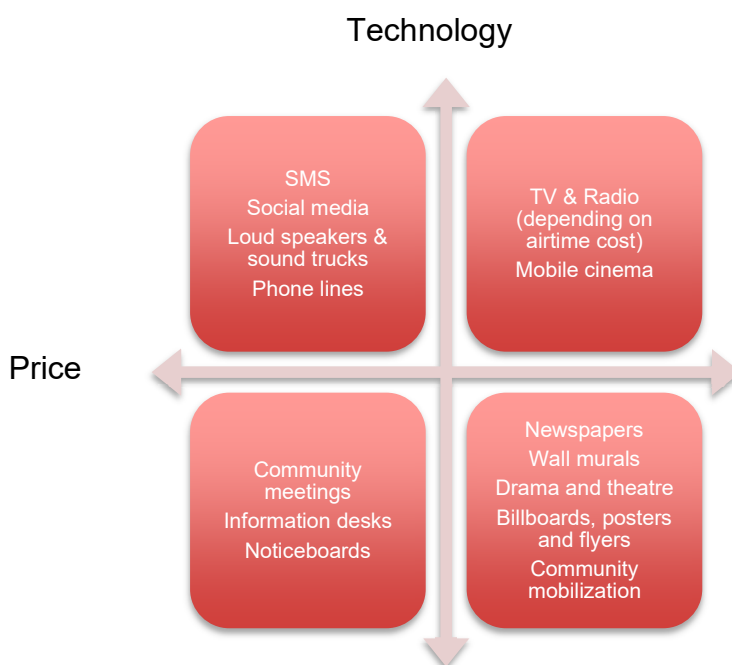 Technology
SMS
Social media
Loud speakers &
sound trucks
Phone lines
TV & Radio
(depending on
airtime cost)
Mobile cinema
Price
Community
meetings
Information desks
Noticeboards
Newspapers
Wall murals
Drama and theatre
Billboards, posters
and flyers
Community
mobilization